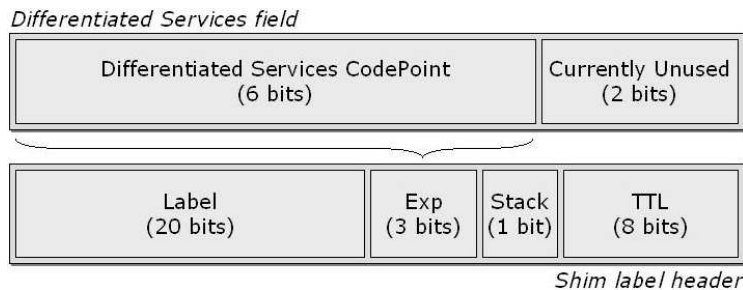 Differentiated Services field
Differentiated Services CodePoint
(6 bits)
Currently Unused
(2 bits)
Label
(20 bits)
Exp
(3 bits)
Stack
(1 bit)
TTL
(8 bits)
Shim label header